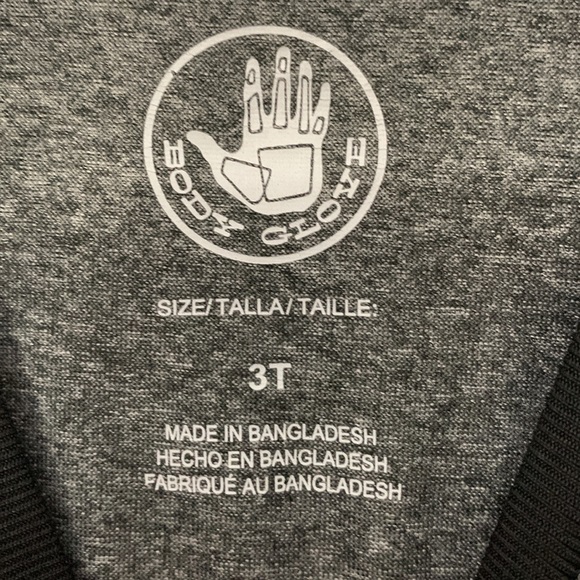 BODY GLOVE
SIZE/TALLA/TAILLE:
3T
MADE IN BANGLADESH
HECHO EN BANGLADESH
FABRIQUÉ AU BANGLADESH